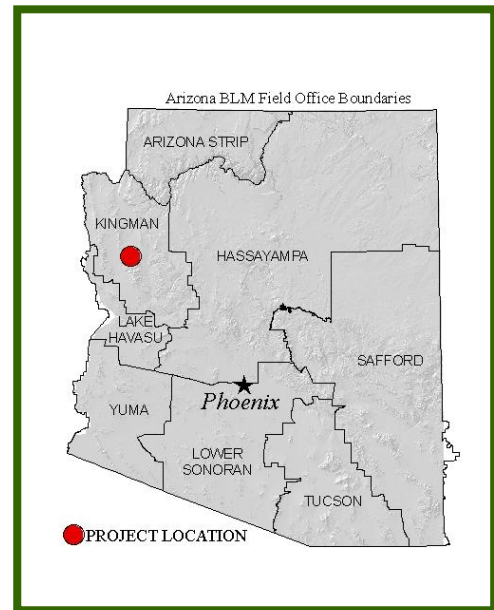 Arizona BLM Field Office Boundaries
ARIZONA STRIP
KINGMAN
HASSAYAMPA
LAKE
HAVASU
SAFFORD
Phoenix
YUMA
LOWER
SONORAN
TUCSON
PROJECT LOCATION